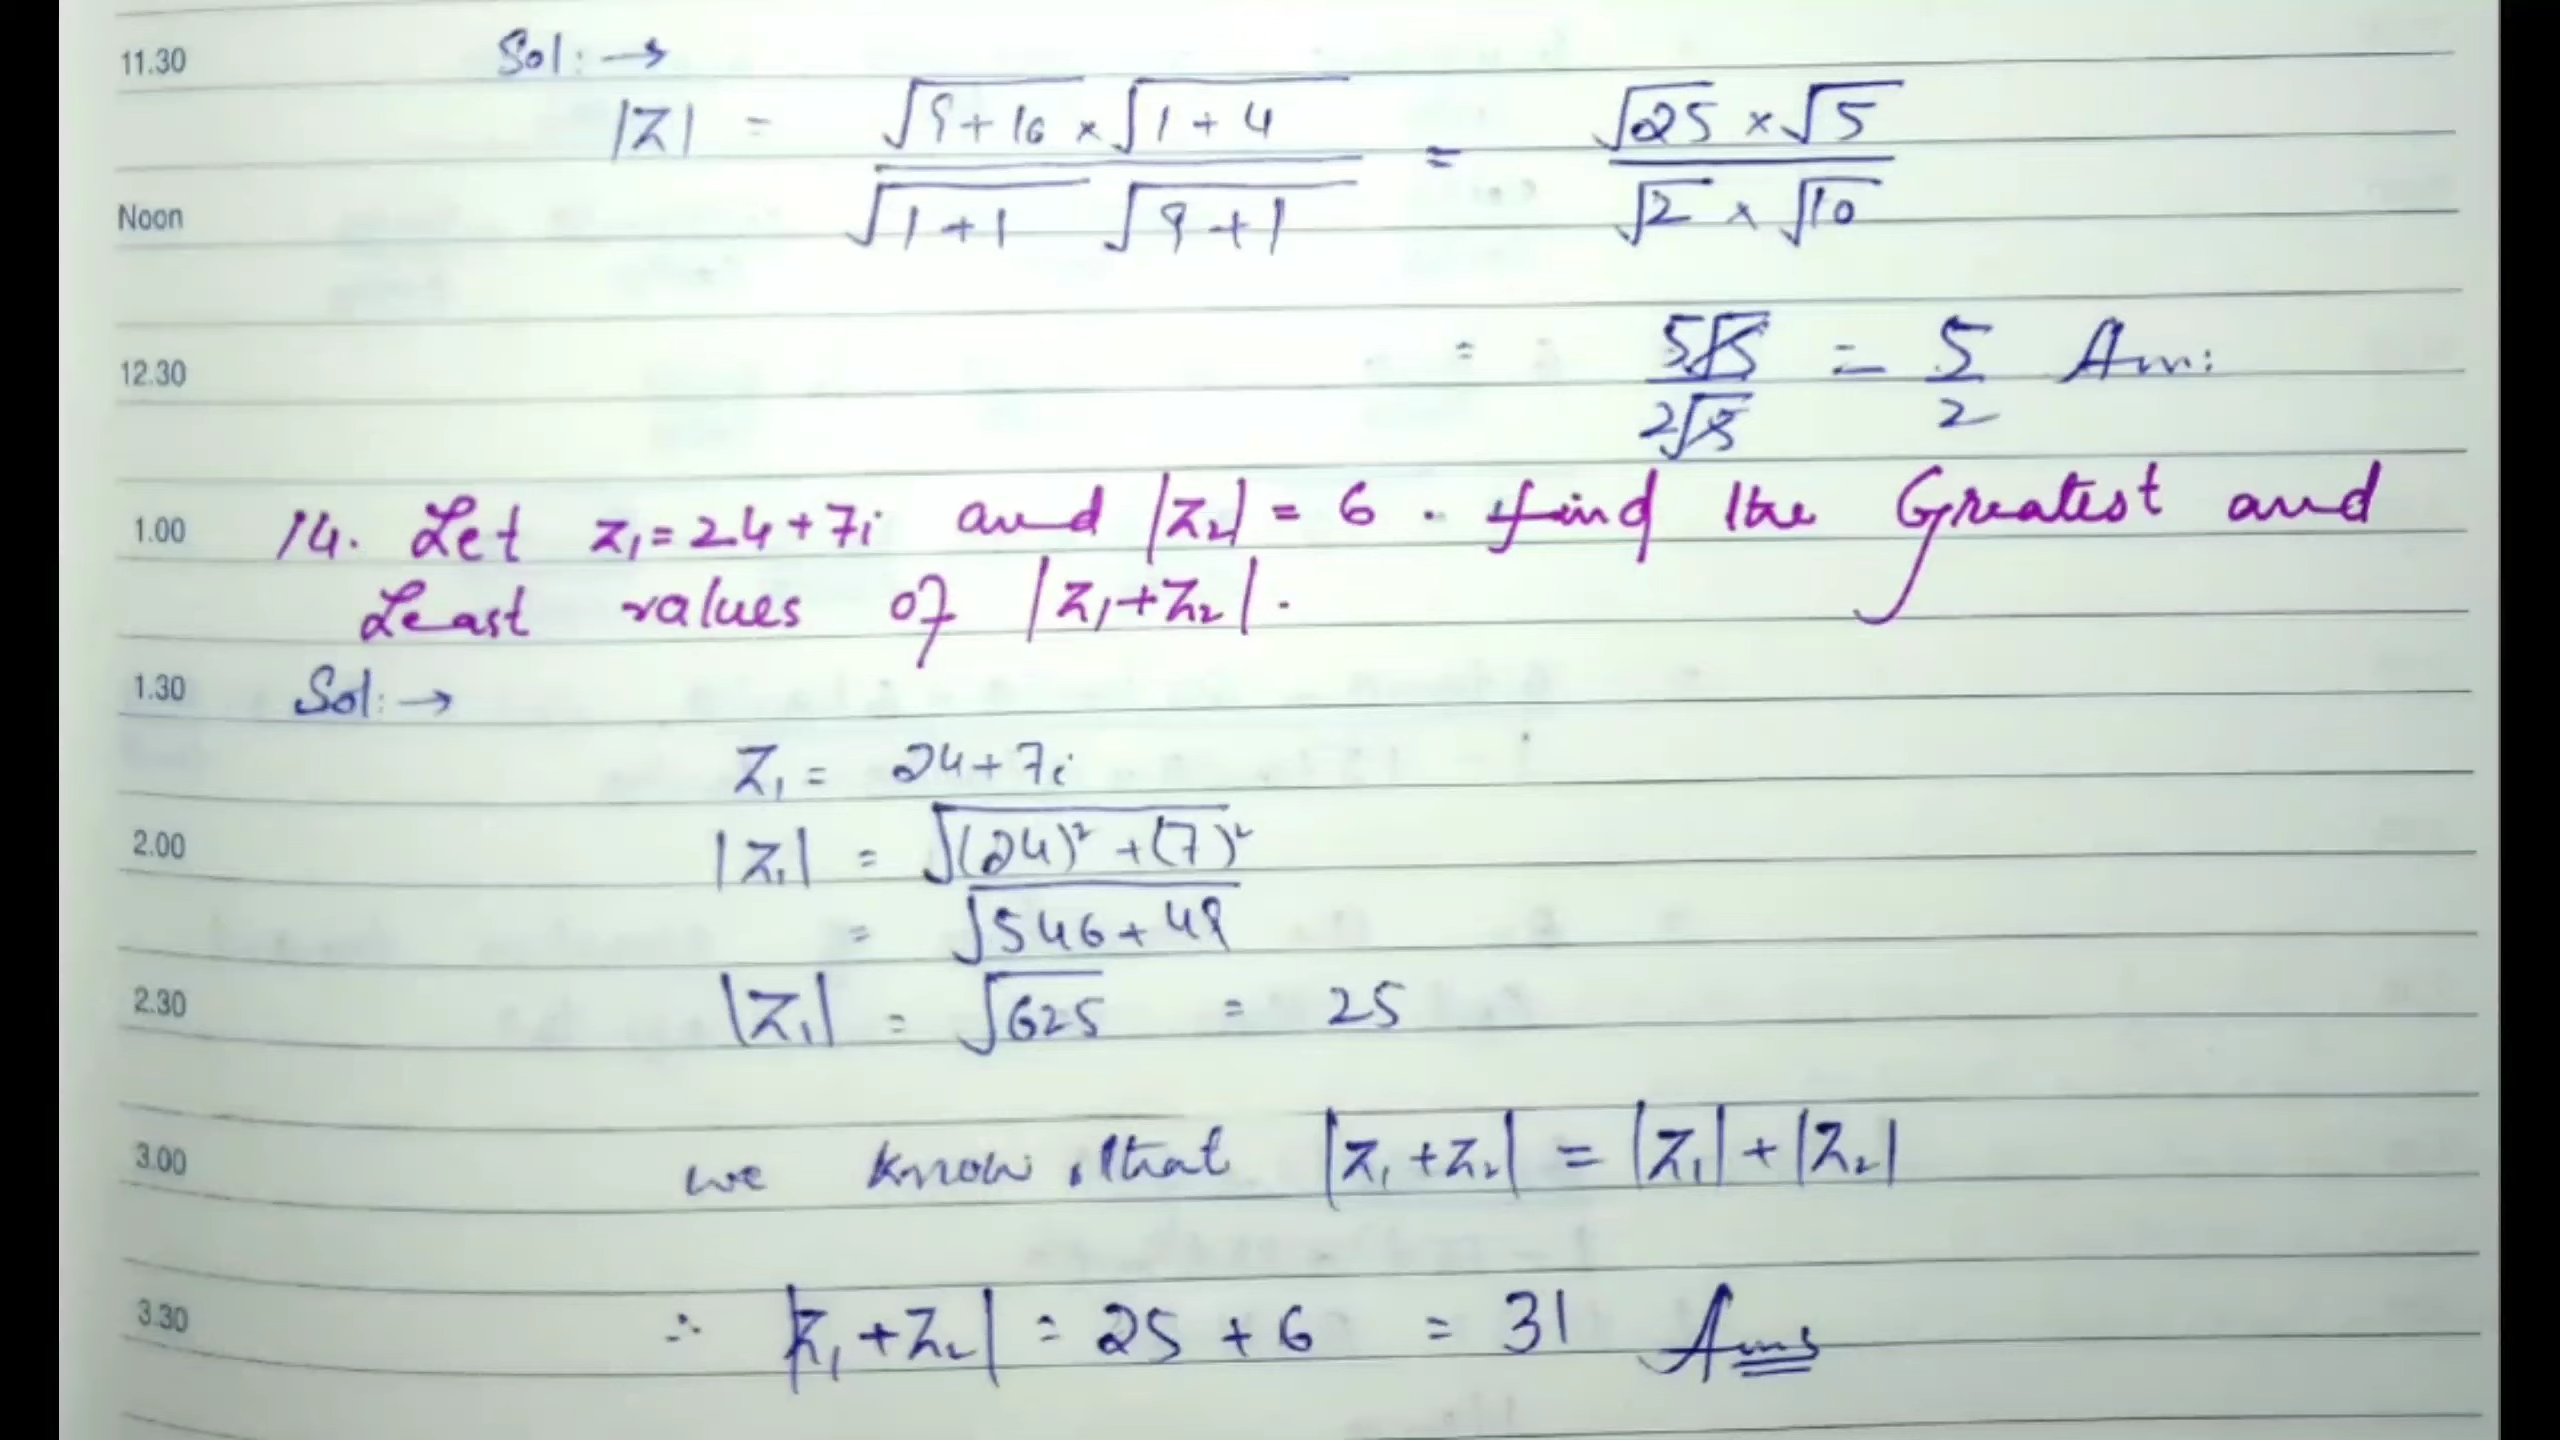 11.30 Sol: →
|Z| = √9+16 × √1+4 / √1+1 √9+1 = √25 × √5 / √2 × √10
Noon
12.30 = 5√5 / 2√5 = 5/2 Ans:
1.00 14. Let z₁ = 24+7i and |z₂| = 6 . find the Greatest and
Least values of |z₁+z₂|.
1.30 Sol: →
Z₁ = 24+7i
2.00 |Z₁| = √(24)² + (7)²
= √546+49
2.30 |Z₁| = √625 = 25
3.00 we know, that |z₁+z₂| = |z₁|+|z₂|
3.30 ∴ |z₁+z₂| = 25 + 6 = 31 Ans